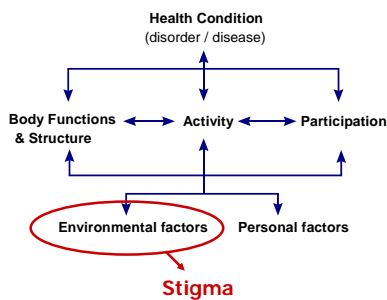 Health Condition
(disorder / disease)
Body Functions
& Structure
Activity
Participation
Environmental factors
Personal factors
Stigma